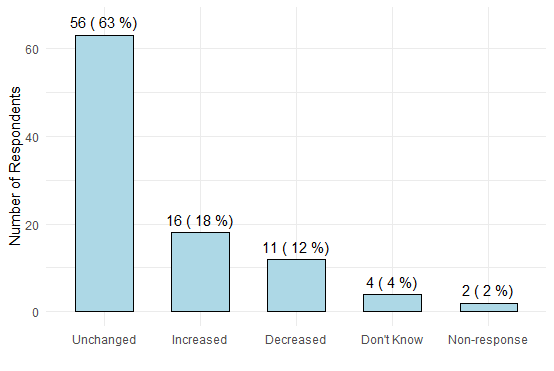 56 ( 63 %)
60
16 ( 18 %)
11 ( 12 %)
4 ( 4 %)
2 ( 2 %)
40
20
0
Number of Respondents
Unchanged Increased Decreased Don't Know Non-response